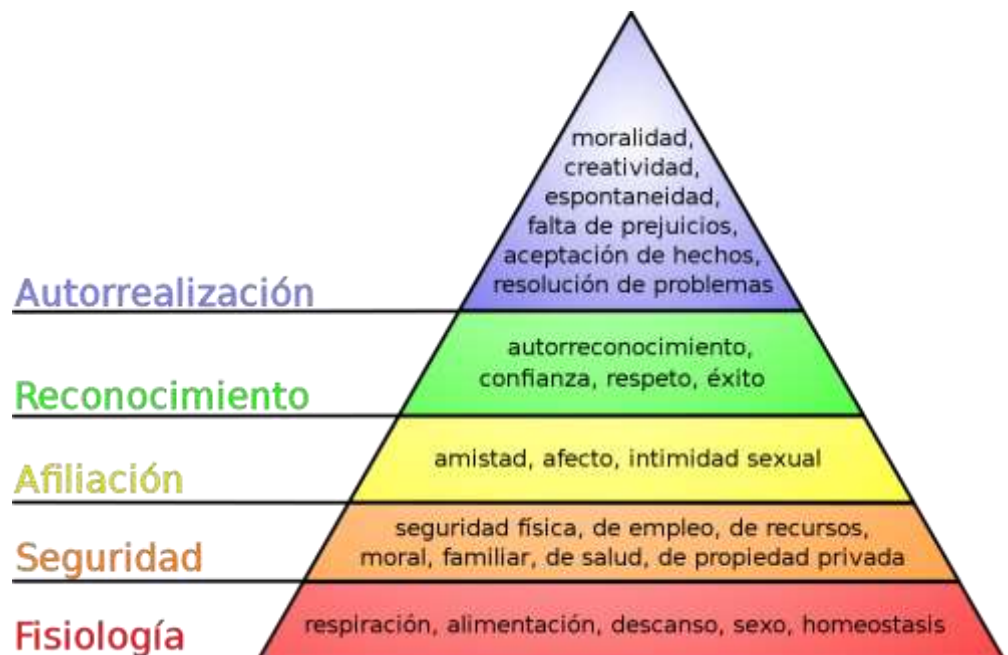 moralidad,
creatividad,
espontaneidad,
falta de prejuicios,
aceptación de hechos,
resolución de problemas
Autorrealización
autorreconocimiento,
confianza, respeto, éxito
Reconocimiento
amistad, afecto, intimidad sexual
Afiliación
seguridad física, de empleo, de recursos,
moral, familiar, de salud, de propiedad privada
Seguridad
respiración, alimentación, descanso, sexo, homeostasis
Fisiología